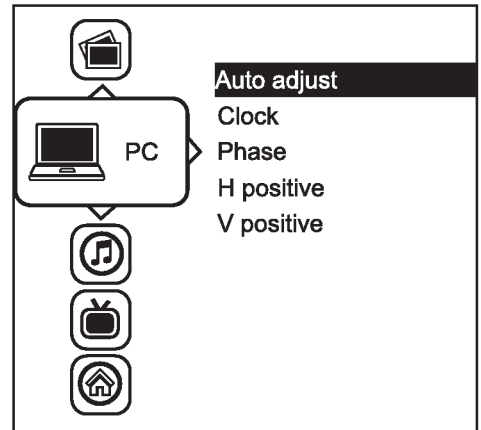 Auto adjust
Clock
PC
Phase
H positive
V positive